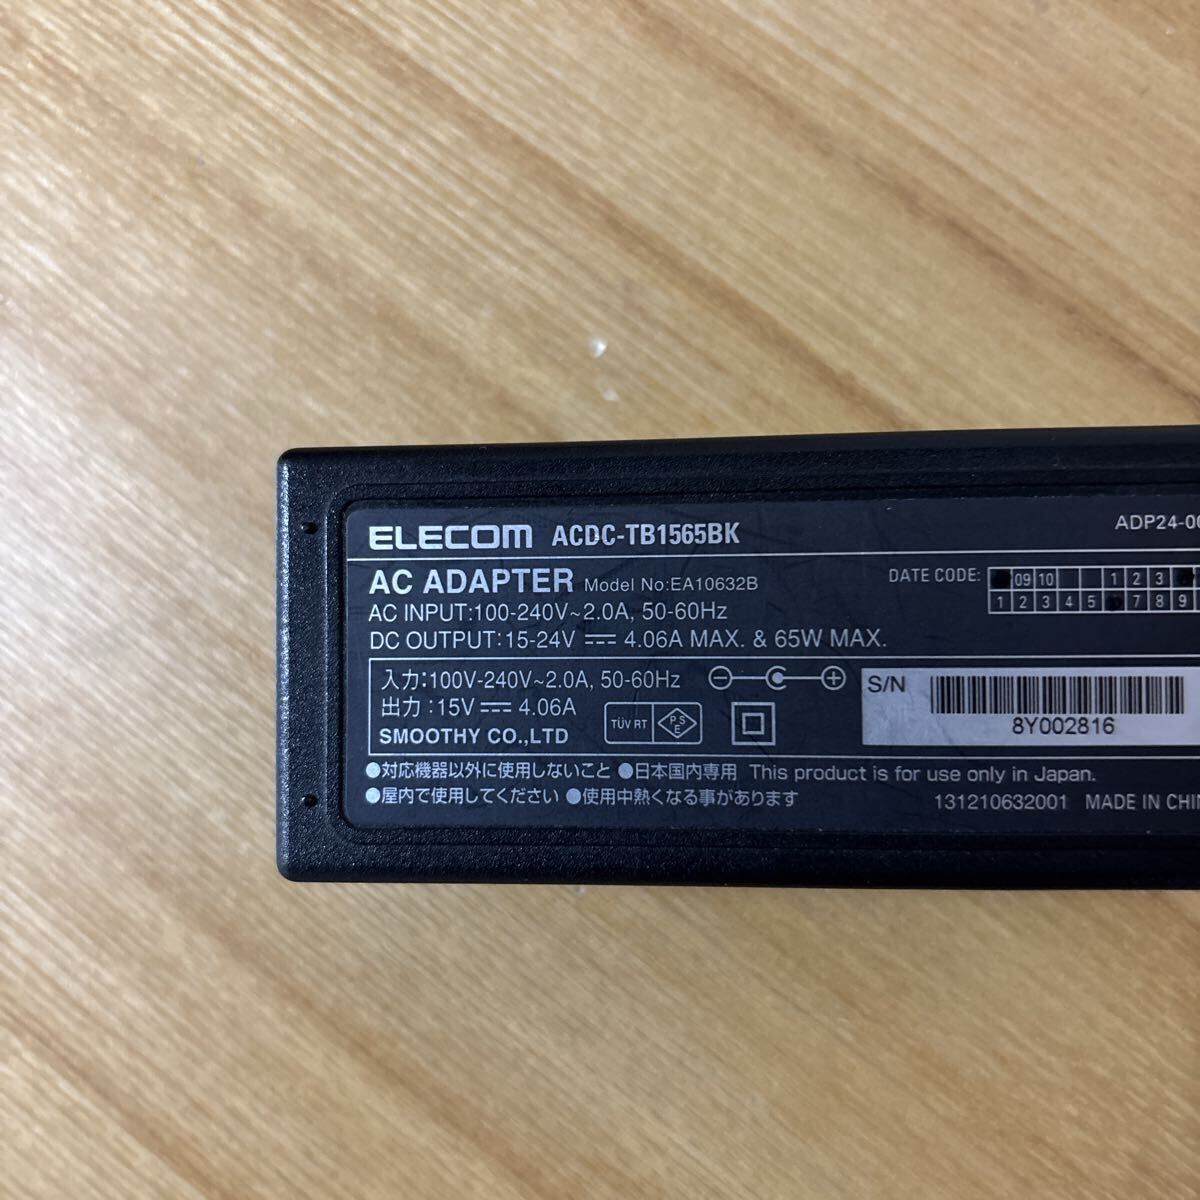 ELECOM ACDC-TB1565BK
AC ADAPTER Model No:EA10632B
AC INPUT:100-240V~2.0A, 50-60Hz
DC OUTPUT:15-24V ⎓ 4.06A MAX. & 65W MAX.
入力:100V-240V~2.0A, 50-60Hz
出力:15V ⎓ 4.06A
SMOOTHY CO.,LTD
TÜV RT
PSE
●対応機器以外に使用しないこと ●日本国内専用 This product is for use only in Japan.
●屋内で使用してください ●使用中熱くなる事があります
ADP24-00
DATE CODE:
09 10 1 2 3
1 2 3 4 5 7 8 9
S/N
8Y002816
131210632001 MADE IN CHIN